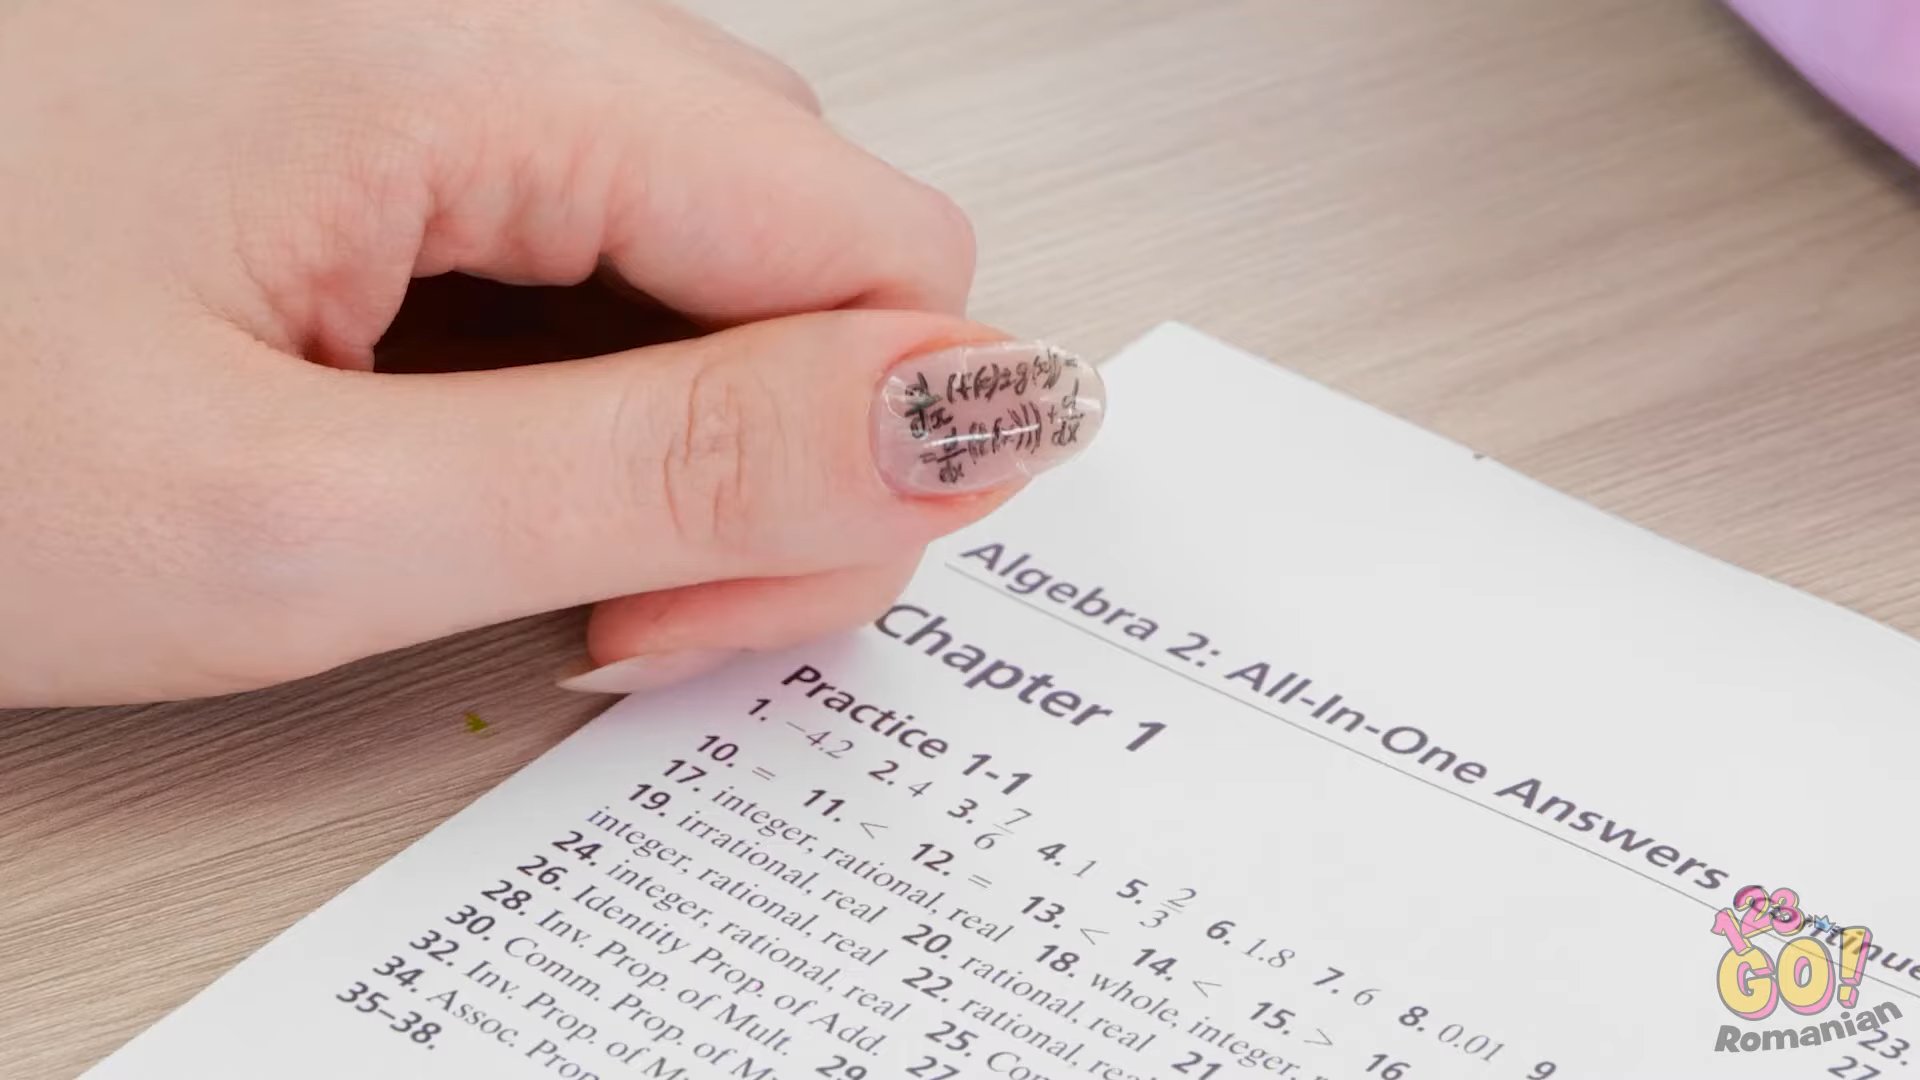 Algebra 2: All-In-One Answers
Chapter 1
Practice 1-1
1. −4.2 2. 4 3. 7/6 4. 1 5. 2/3 6. 1.8 7. 6 8. 0.01 9
10. = 11. < 12. = 13. < 14. < 15. > 16
17. integer, rational, real 18. whole, integer,
19. irrational, real 20. rational, real 21
integer, rational, real 22. rational, 23.
24. integer, rational, real 25. 27
26. Identity Prop. of Add. 27
28. Inv. Prop. of Mult. 29
30. Comm. Prop. of
32. Inv. Prop. of
34. Assoc.
35–38.
123 GO!
Romanian